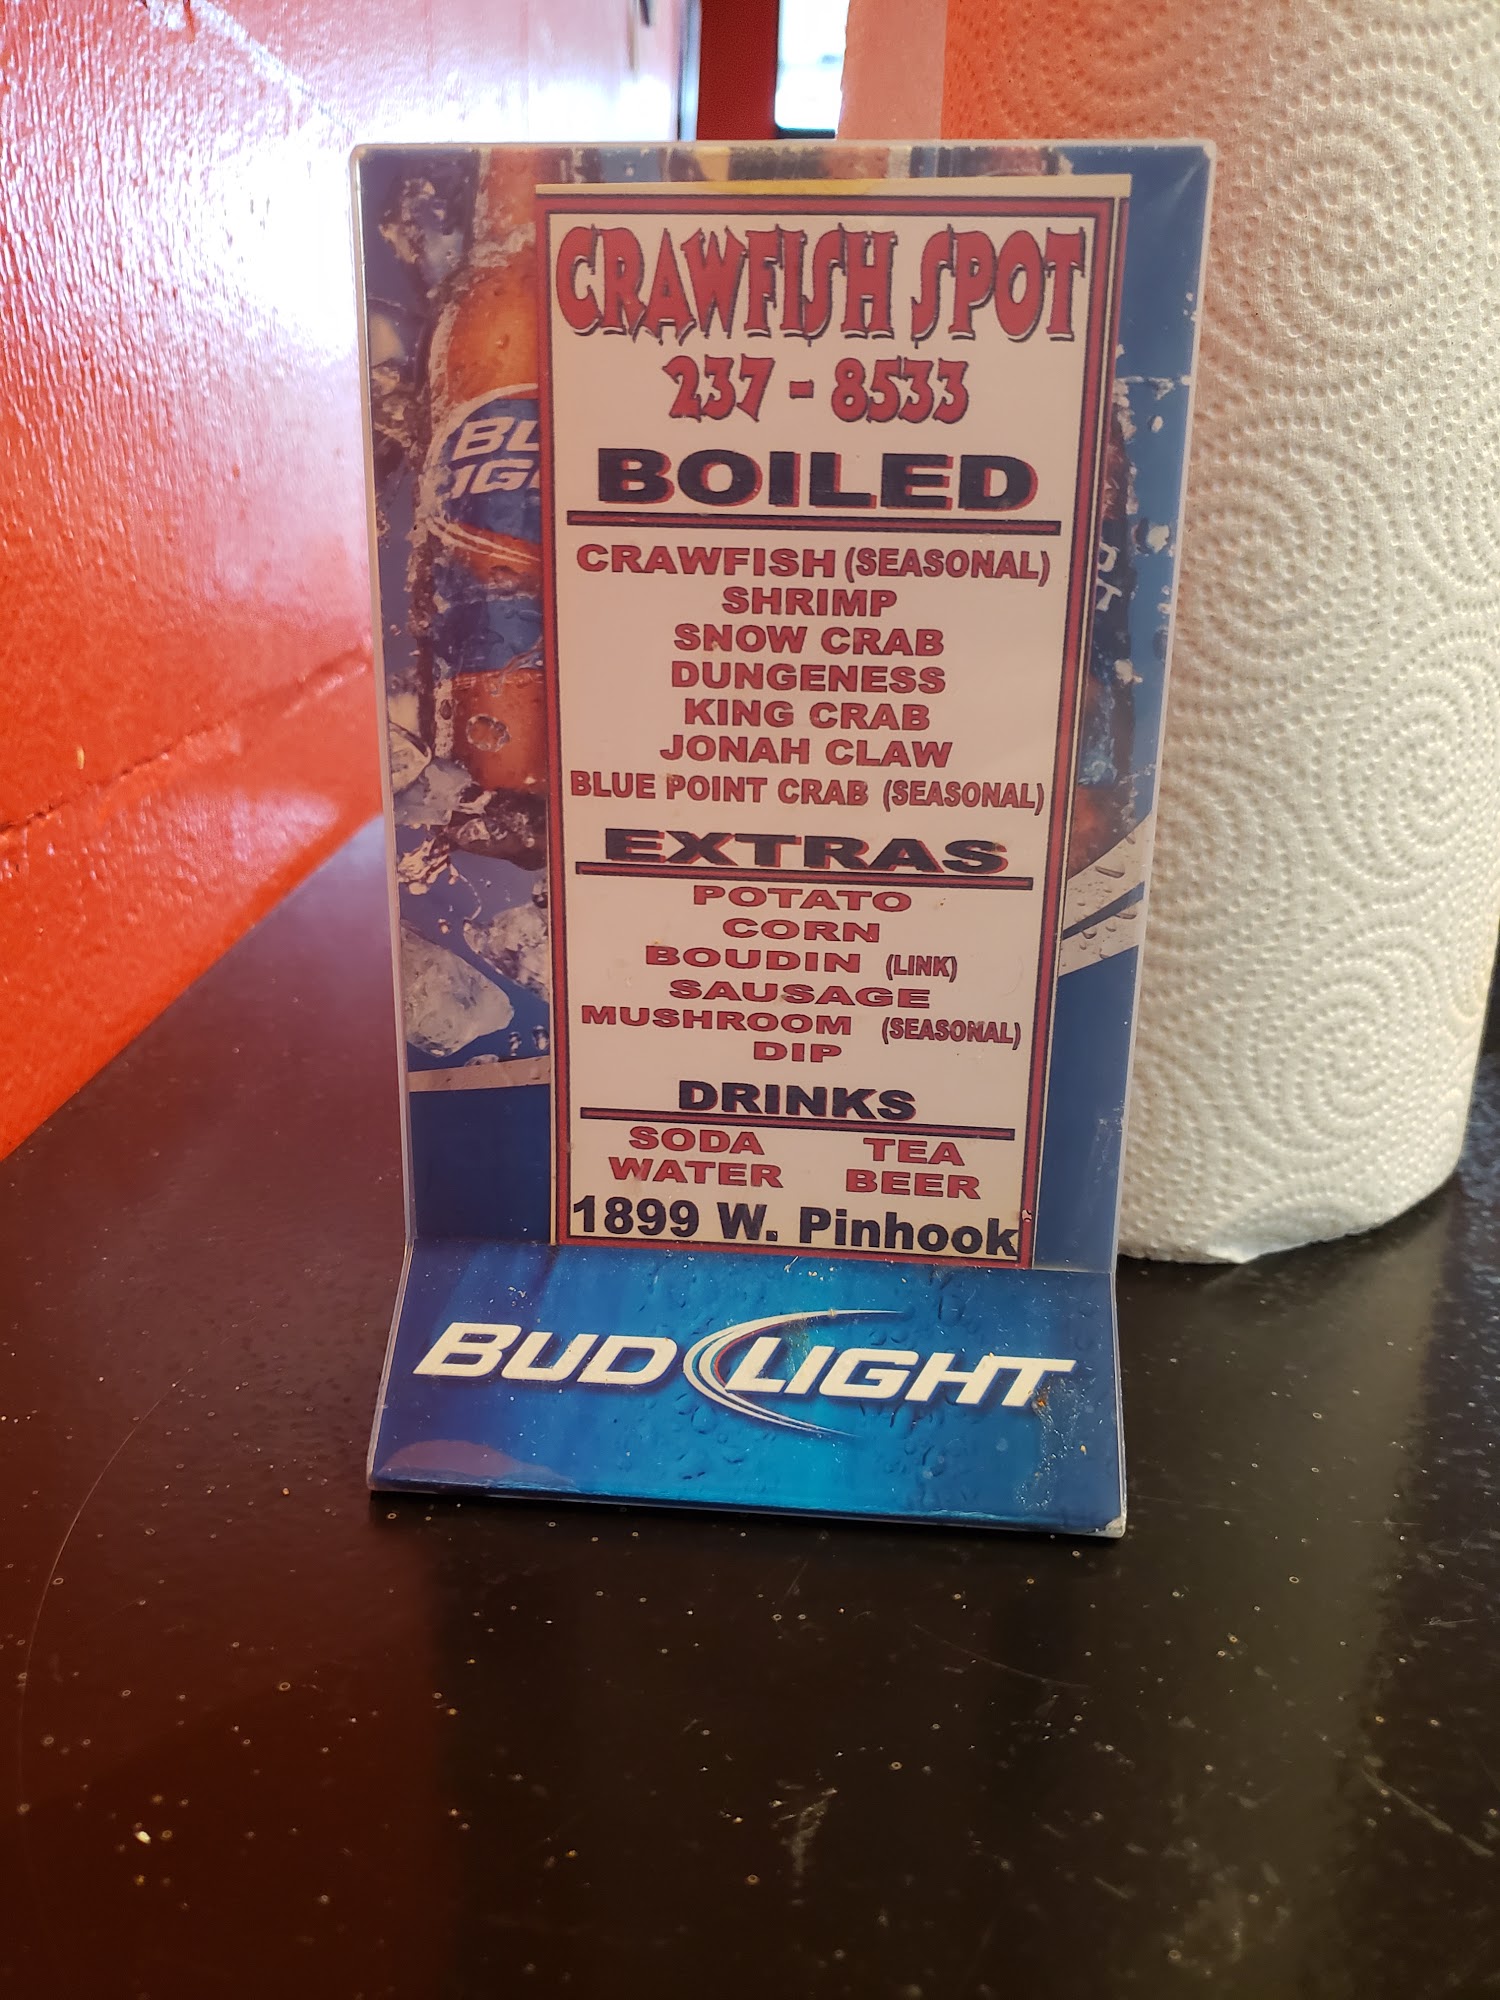 CRAWFISH SPOT
237 - 8533
BOILED
CRAWFISH (SEASONAL)
SHRIMP
SNOW CRAB
DUNGENESS
KING CRAB
JONAH CLAW
BLUE POINT CRAB (SEASONAL)
EXTRAS
POTATO
CORN
BOUDIN (LINK)
SAUSAGE
MUSHROOM (SEASONAL)
DIP
DRINKS
SODA TEA
WATER BEER
1899 W. Pinhook
BUD LIGHT